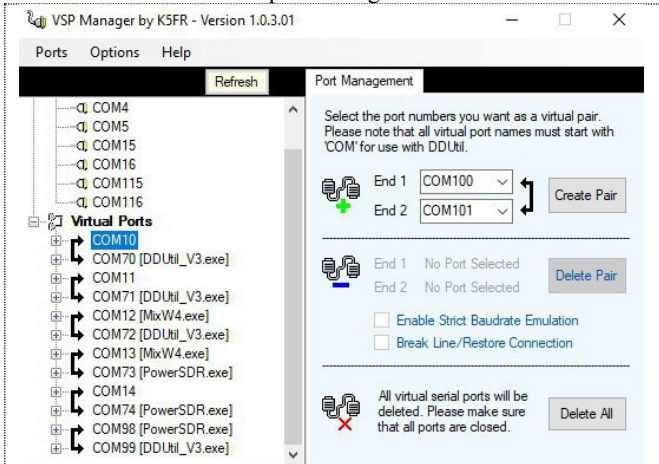 VSP Manager by K5FR - Version 1.0.3.01
Ports Options Help
Refresh
COM4
COM5
COM15
COM16
COM115
COM116
Virtual Ports
COM10
COM70 [DDUtil_V3.exe]
COM11
COM71 [DDUtil_V3.exe]
COM12 [MixW4.exe]
COM72 [DDUtil_V3.exe]
COM13 [MixW4.exe]
COM73 [PowerSDR.exe]
COM14
COM74 [PowerSDR.exe]
COM98 [PowerSDR.exe]
COM99 [DDUtil_V3.exe]
Port Management
Select the port numbers you want as a virtual pair.
Please note that all virtual port names must start with
'COM' for use with DDUtil.
End 1 COM100
End 2 COM101
Create Pair
End 1 No Port Selected
End 2 No Port Selected
Delete Pair
Enable Strict Baudrate Emulation
Break Line/Restore Connection
All virtual serial ports will be
deleted. Please make sure
that all ports are closed.
Delete All